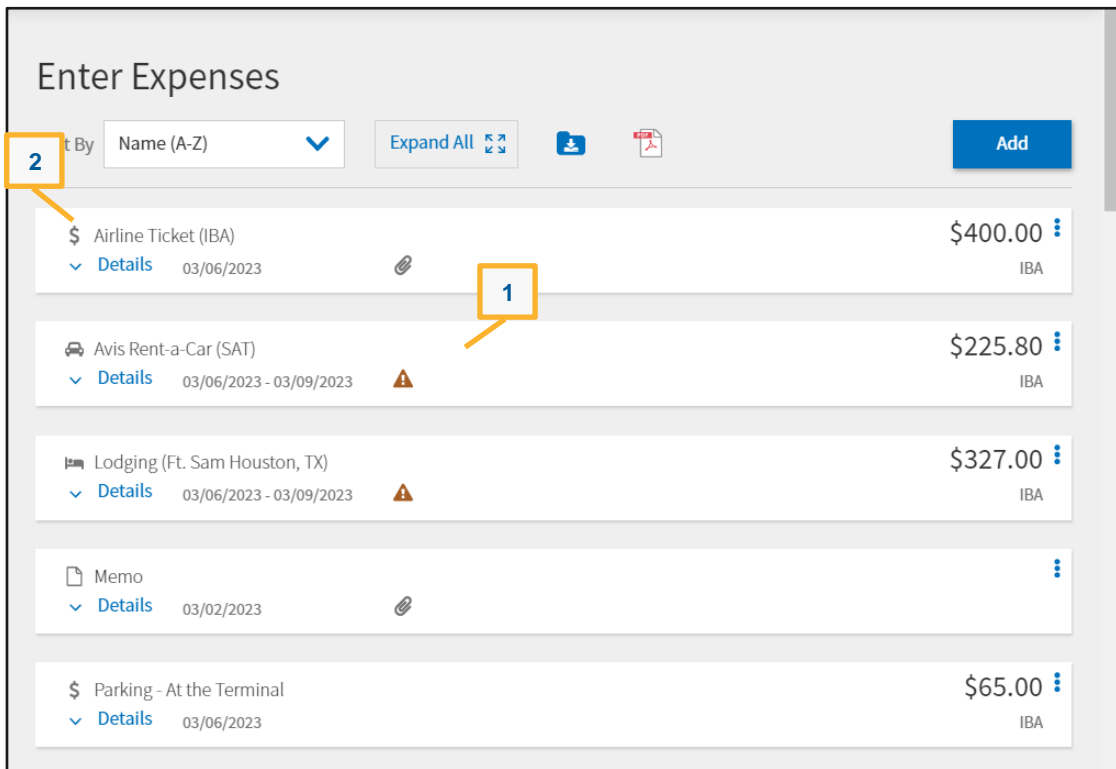 Enter Expenses
t By Name (A-Z) Expand All PDF Add
2
$ Airline Ticket (IBA) $400.00
Details 03/06/2023 IBA
1
Avis Rent-a-Car (SAT) $225.80
Details 03/06/2023 - 03/09/2023 IBA
Lodging (Ft. Sam Houston, TX) $327.00
Details 03/06/2023 - 03/09/2023 IBA
Memo
Details 03/02/2023
$ Parking - At the Terminal $65.00
Details 03/06/2023 IBA